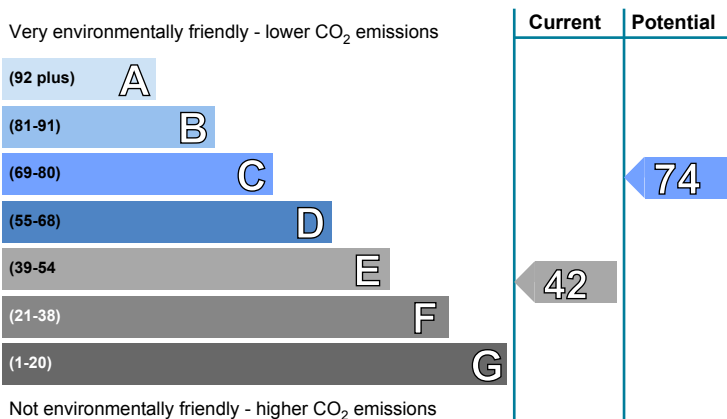 Very environmentally friendly - lower CO₂ emissions
Current
Potential
(92 plus) A
(81-91) B
(69-80) C
74
(55-68) D
(39-54 E
42
(21-38) F
(1-20) G
Not environmentally friendly - higher CO₂ emissions